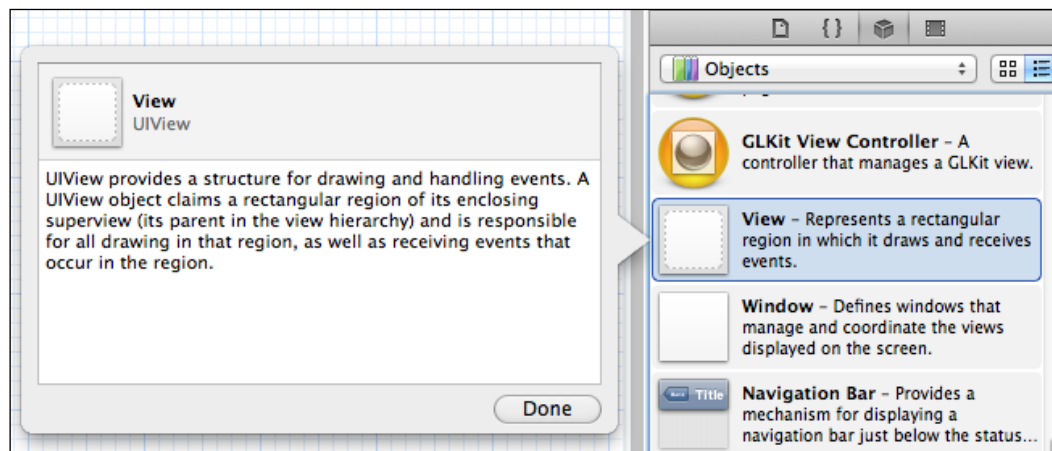 View
UIView
UIView provides a structure for drawing and handling events. A
UIView object claims a rectangular region of its enclosing
superview (its parent in the view hierarchy) and is responsible
for all drawing in that region, as well as receiving events that
occur in the region.
Done
{}
Objects
GLKit View Controller – A
controller that manages a GLKit view.
View – Represents a rectangular
region in which it draws and receives
events.
Window – Defines windows that
manage and coordinate the views
displayed on the screen.
Title
Navigation Bar – Provides a
mechanism for displaying a
navigation bar just below the status...